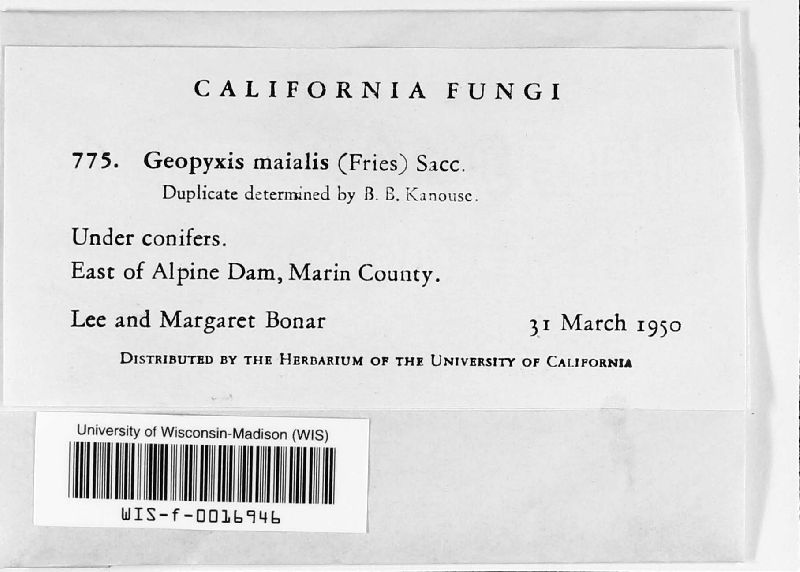 CALIFORNIA FUNGI
775. Geopyxis maialis (Fries) Sacc.
Duplicate determined by B. B. Kanouse.
Under conifers.
East of Alpine Dam, Marin County.
Lee and Margaret Bonar 31 March 1950
DISTRIBUTED BY THE HERBARIUM OF THE UNIVERSITY OF CALIFORNIA
University of Wisconsin-Madison (WIS)
WIS-f-0016946